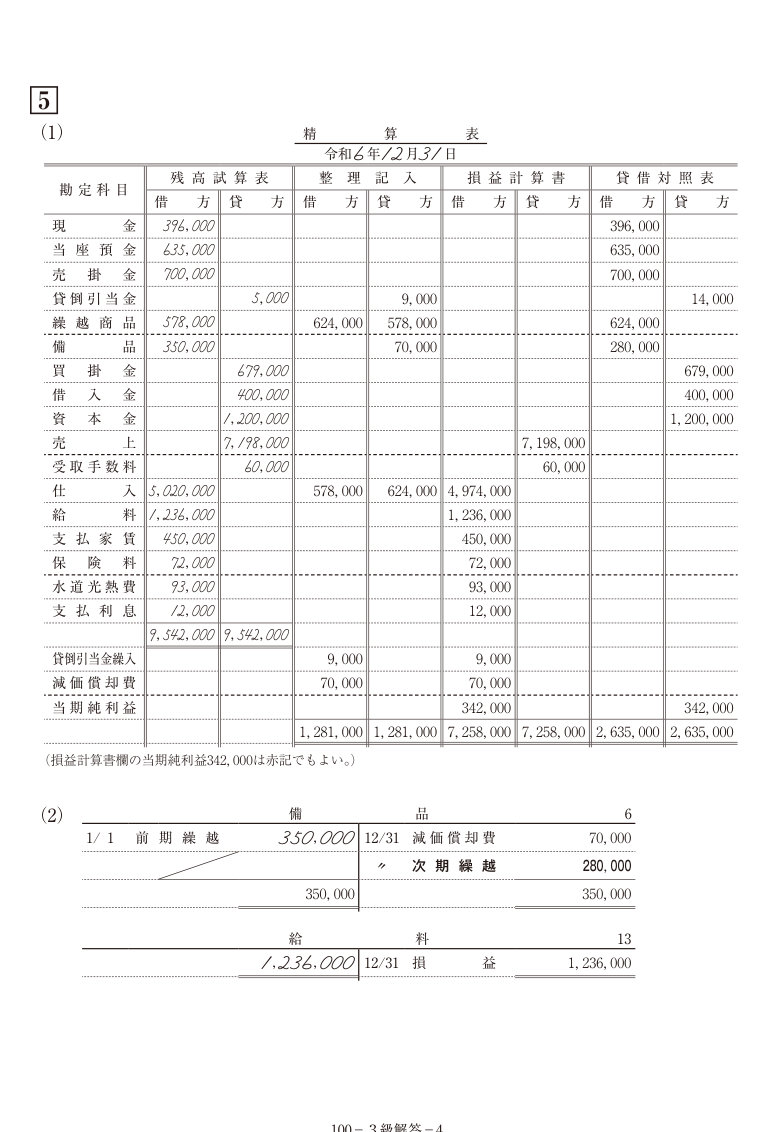 5
(1)
精算表
令和6年12月31日
勘定科目 残高試算表 整理記入 損益計算書 貸借対照表
借方 貸方 借方 貸方 借方 貸方 借方 貸方
現金 396,000 396,000
当座預金 635,000 635,000
売掛金 700,000 700,000
貸倒引当金 5,000 9,000 14,000
繰越商品 578,000 624,000 578,000 624,000
備品 350,000 70,000 280,000
買掛金 679,000 679,000
借入金 400,000 400,000
資本金 1,200,000 1,200,000
売上 7,198,000 7,198,000
受取手数料 60,000 60,000
仕入 5,020,000 578,000 624,000 4,974,000
給料 1,236,000 1,236,000
支払家賃 450,000 450,000
保険料 72,000 72,000
水道光熱費 93,000 93,000
支払利息 12,000 12,000
9,542,000 9,542,000
貸倒引当金繰入 9,000 9,000
減価償却費 70,000 70,000
当期純利益 342,000 342,000
1,281,000 1,281,000 7,258,000 7,258,000 2,635,000 2,635,000
(損益計算書欄の当期純利益342,000は赤記でもよい。)
(2)
備品 6
1/1 前期繰越 350,000 12/31 減価償却費 70,000
〃 次期繰越 280,000
350,000 350,000
給料 13
1,236,000 12/31 損益 1,236,000
100−3級解答−4